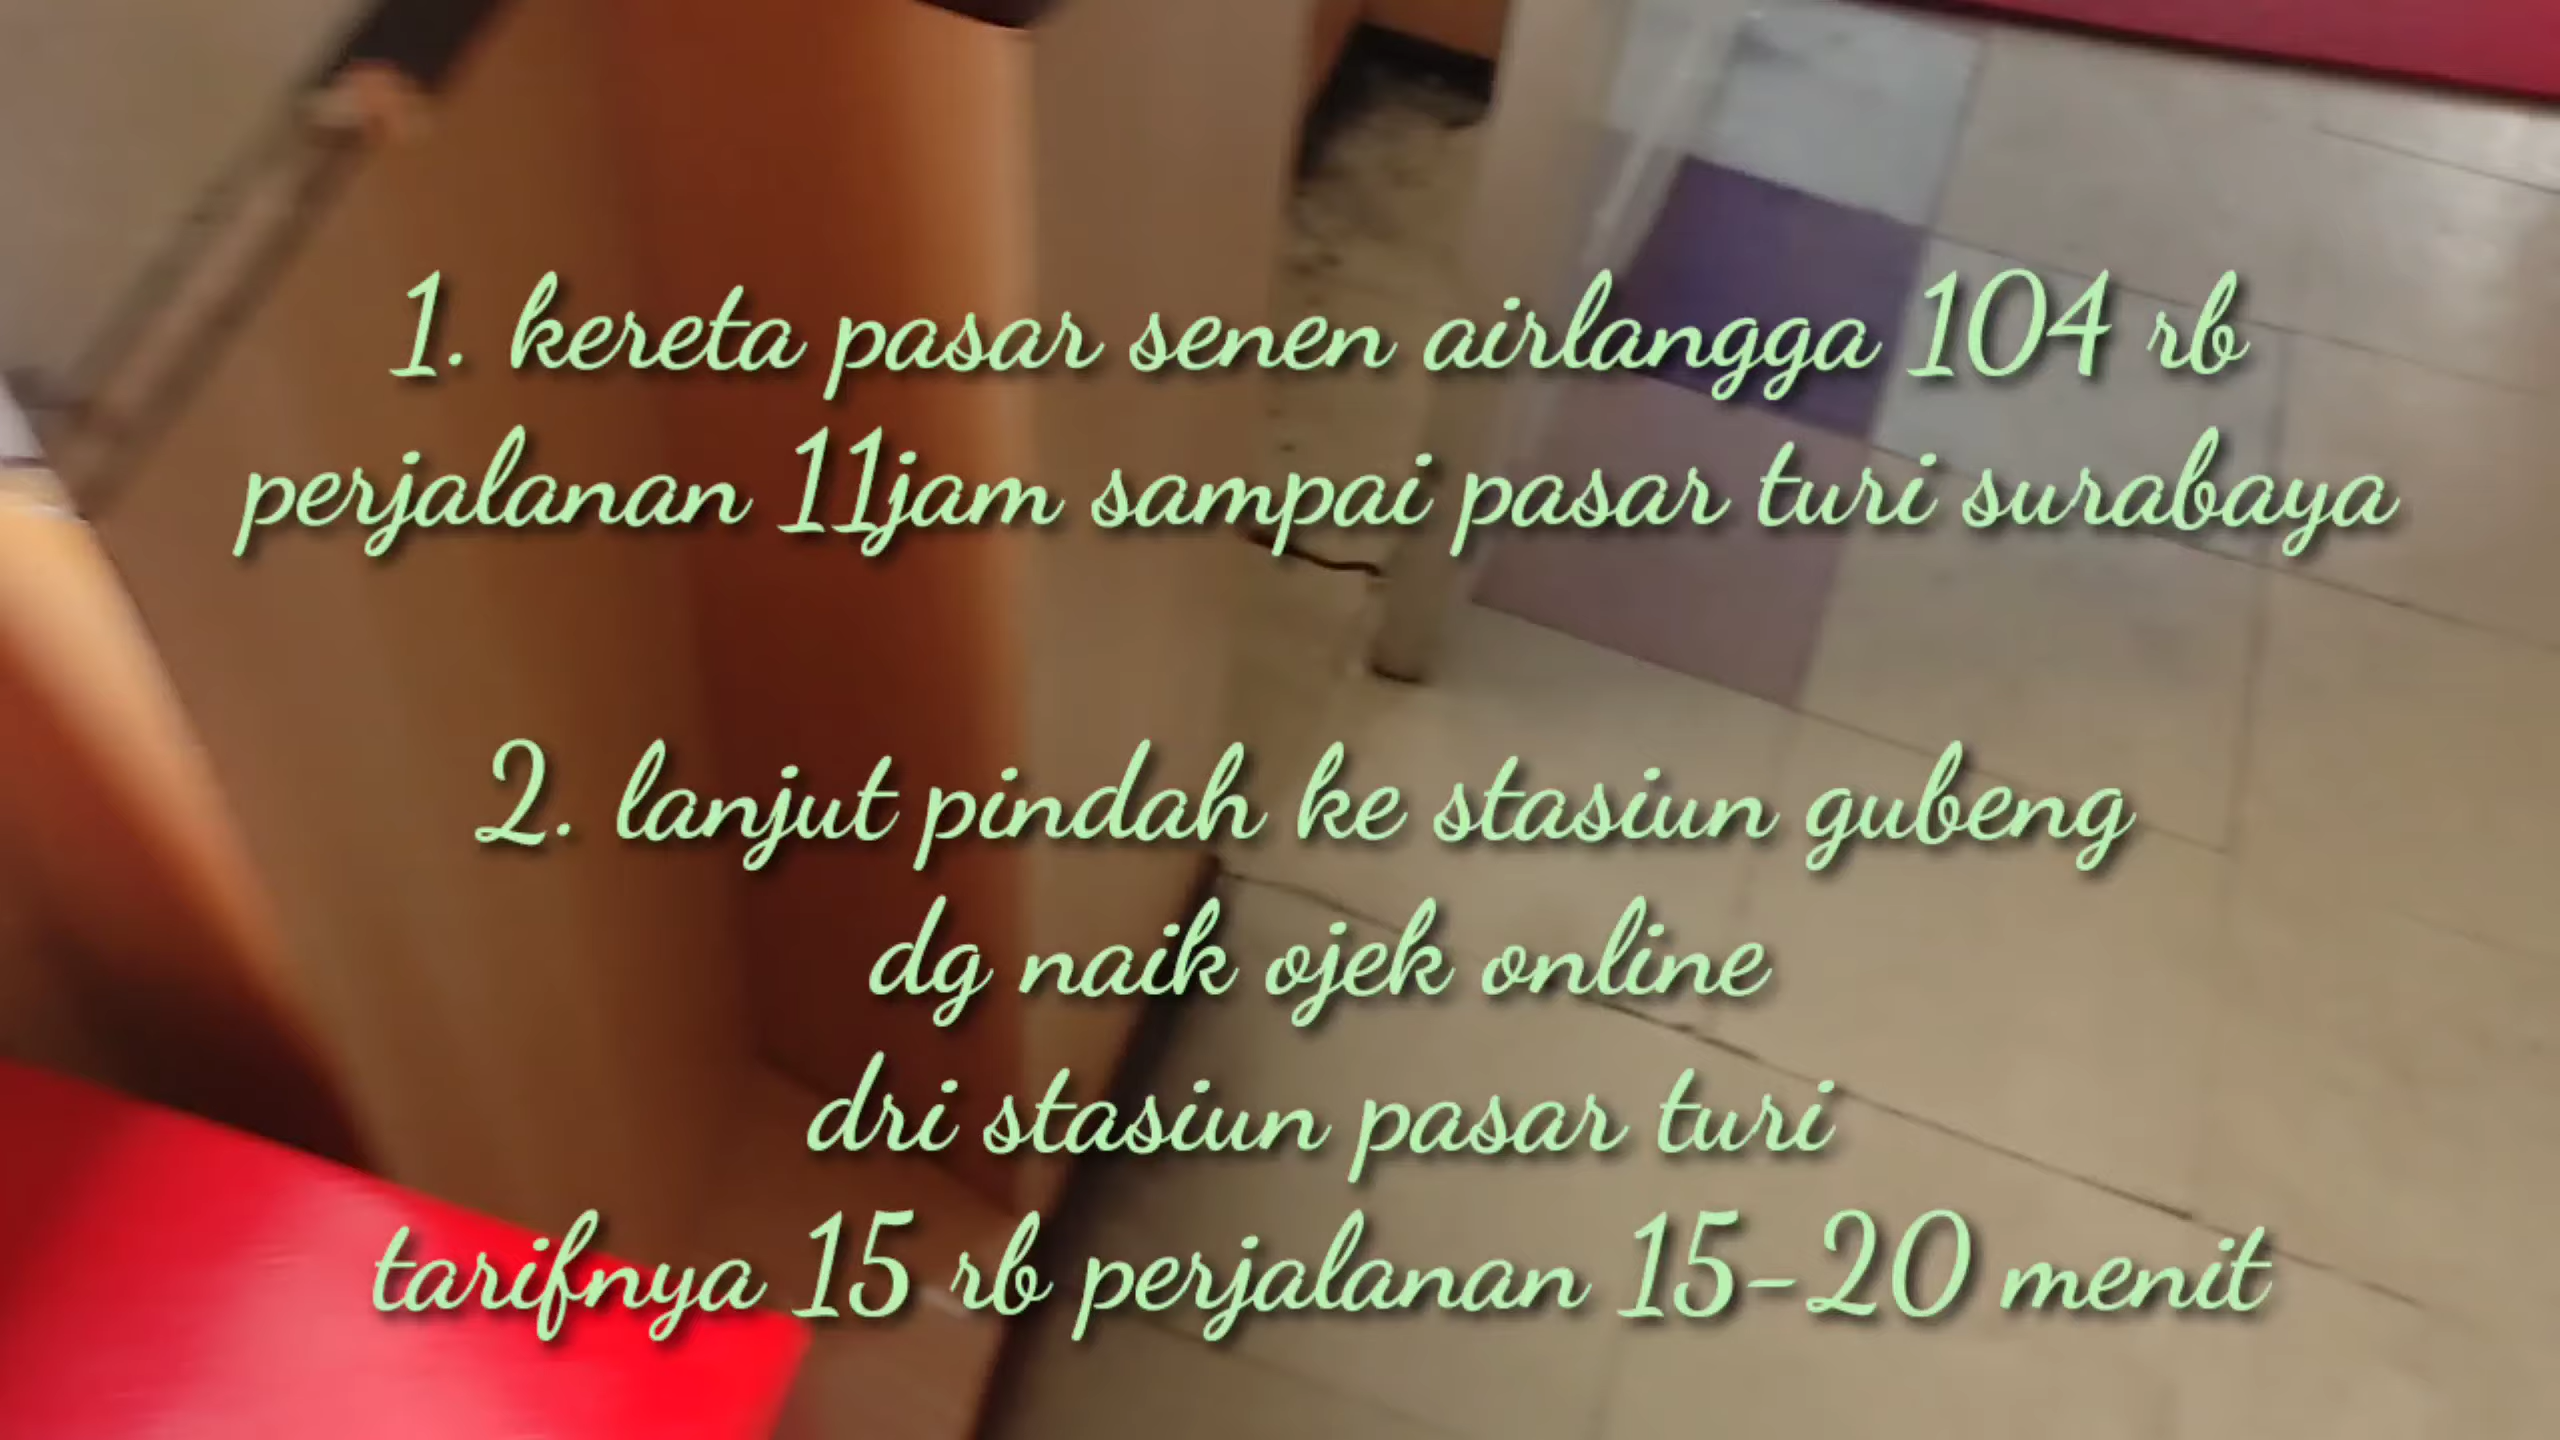 1. kereta pasar senen airlangga 104 rb
perjalanan 11jam sampai pasar turi surabaya
2. lanjut pindah ke stasiun gubeng
dg naik ojek online
dri stasiun pasar turi
tarifnya 15 rb perjalanan 15-20 menit